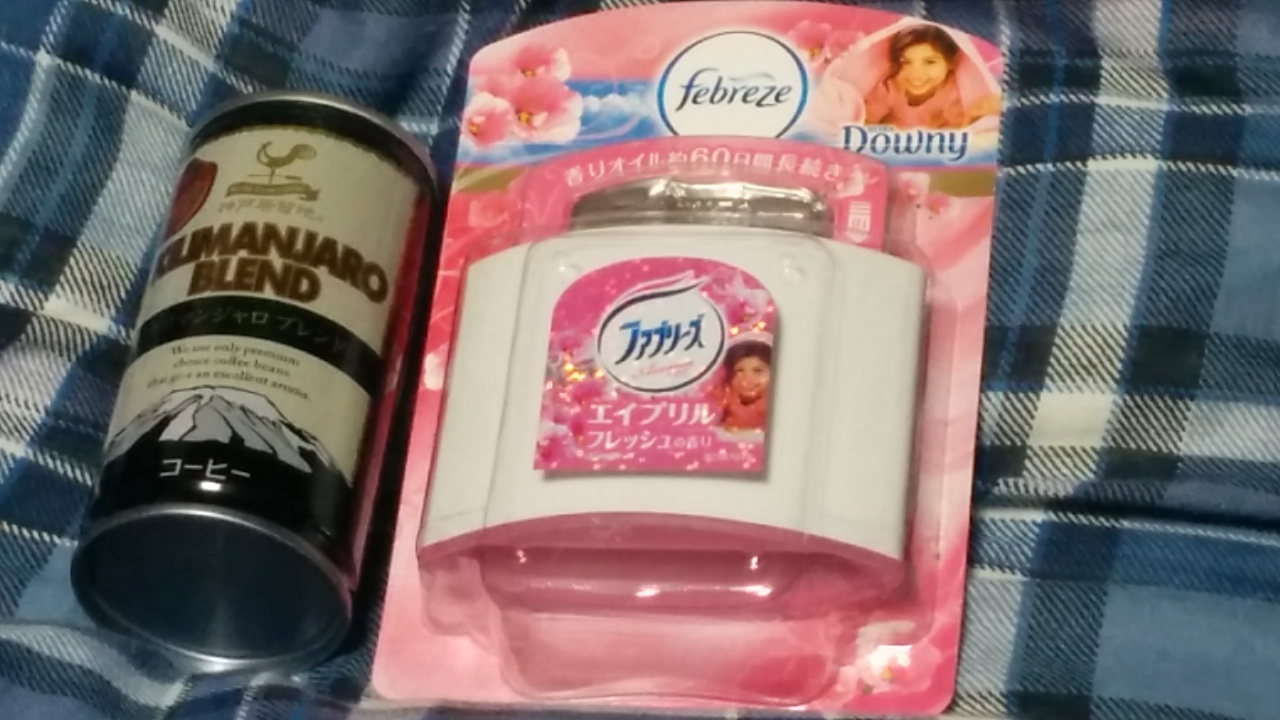 神戸居留地
KILIMANJARO
BLEND
キリマンジャロ ブレンド
We use only premium
choice coffee beans
that give an excellent aroma.
コーヒー
febreze
ULTRA
Downy
香りオイル約60日間長続き
ファブリーズ
エイプリル
フレッシュの香り